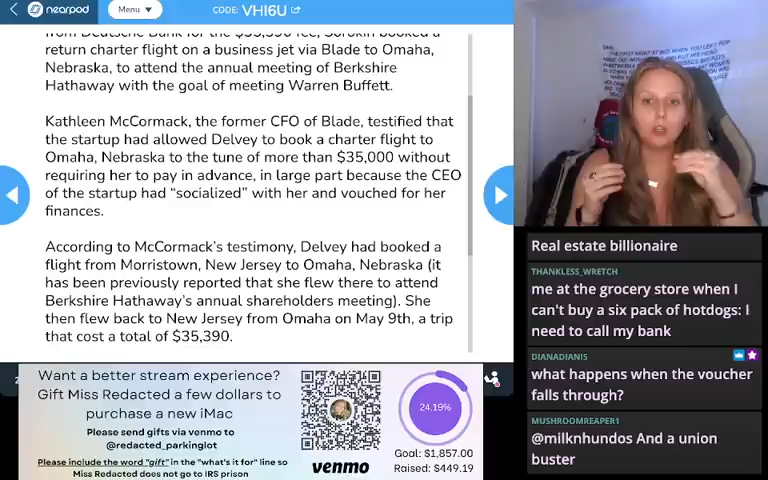 nearpod
Menu
CODE: VHI6U
return charter flight on a business jet via Blade to Omaha,
Nebraska, to attend the annual meeting of Berkshire
Hathaway with the goal of meeting Warren Buffett.
Kathleen McCormack, the former CFO of Blade, testified that
the startup had allowed Delvey to book a charter flight to
Omaha, Nebraska to the tune of more than $35,000 without
requiring her to pay in advance, in large part because the CEO
of the startup had “socialized” with her and vouched for her
finances.
According to McCormack’s testimony, Delvey had booked a
flight from Morristown, New Jersey to Omaha, Nebraska (it
has been previously reported that she flew there to attend
Berkshire Hathaway’s annual shareholders meeting). She
then flew back to New Jersey from Omaha on May 9th, a trip
that cost a total of $35,390.
Want a better stream experience?
Gift Miss Redacted a few dollars to
purchase a new iMac
Please send gifts via venmo to
@redacted_parkinglot
Please include the word "gift" in the "what's it for" line so
Miss Redacted does not go to IRS prison
venmo
24.19%
Goal: $1,857.00
Raised: $449.19
Real estate billionaire
THANKLESS_WRETCH
me at the grocery store when I
can't buy a six pack of hotdogs: I
need to call my bank
DIANADIANIS
what happens when the voucher
falls through?
MUSHROOMREAPER1
@milknhundos And a union
buster